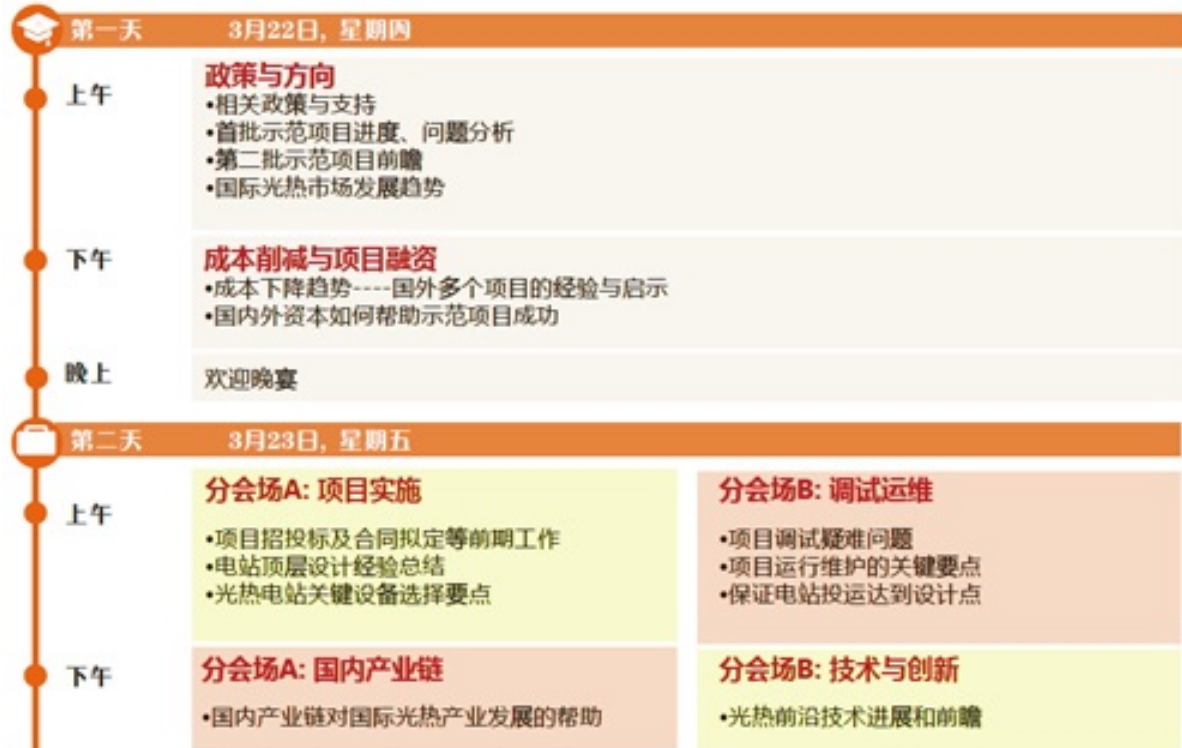 第一天 3月22日, 星期四
上午
政策与方向
•相关政策与支持
•首批示范项目进度、问题分析
•第二批示范项目前瞻
•国际光热市场发展趋势
下午
成本削减与项目融资
•成本下降趋势----国外多个项目的经验与启示
•国内外资本如何帮助示范项目成功
晚上
欢迎晚宴
第二天 3月23日, 星期五
上午
分会场A: 项目实施
•项目招投标及合同拟定等前期工作
•电站顶层设计经验总结
•光热电站关键设备选择要点
分会场B: 调试运维
•项目调试疑难问题
•项目运行维护的关键要点
•保证电站投运达到设计点
下午
分会场A: 国内产业链
•国内产业链对国际光热产业发展的帮助
分会场B: 技术与创新
•光热前沿技术进展和前瞻